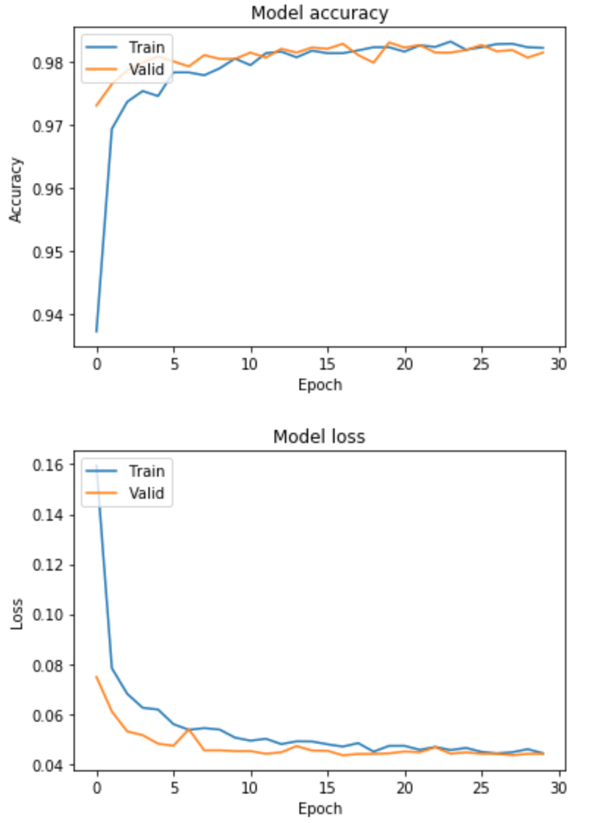 Model accuracy
Train
Valid
0.98
0.97
0.96
0.95
0.94
Accuracy
0 5 10 15 20 25 30
Epoch
Model loss
Train
Valid
0.16
0.14
0.12
0.10
0.08
0.06
0.04
Loss
0 5 10 15 20 25 30
Epoch